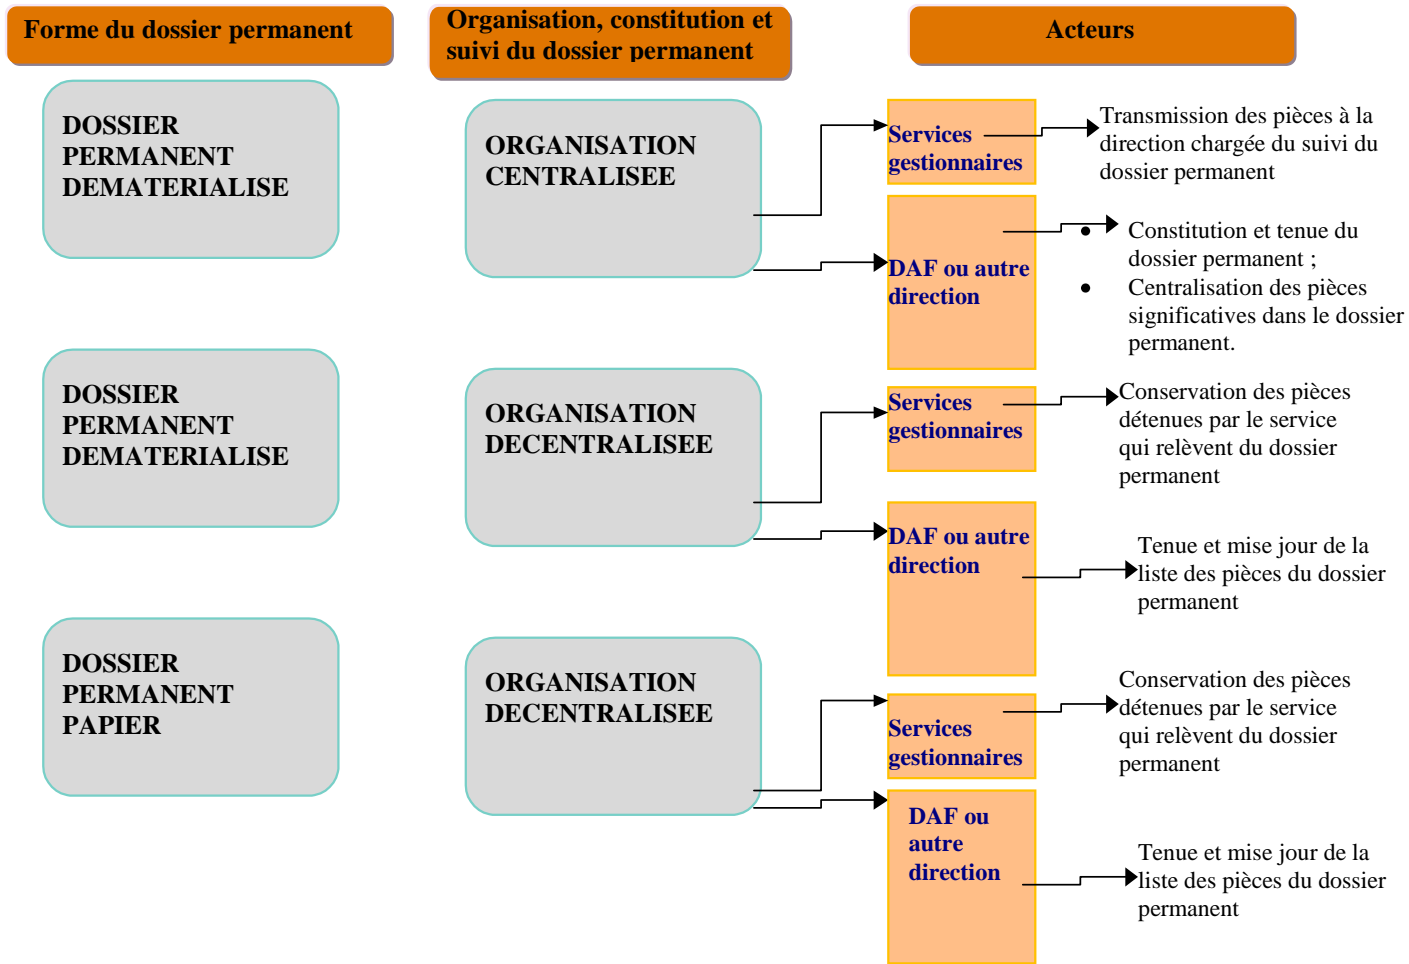 Forme du dossier permanent
Organisation, constitution et
suivi du dossier permanent
Acteurs
DOSSIER
PERMANENT
DEMATERIALISE
ORGANISATION
CENTRALISEE
Services
gestionnaires
Transmission des pièces à la
direction chargée du suivi du
dossier permanent
DAF ou autre
direction
• Constitution et tenue du
dossier permanent ;
• Centralisation des pièces
significatives dans le dossier
permanent.
DOSSIER
PERMANENT
DEMATERIALISE
ORGANISATION
DECENTRALISEE
Services
gestionnaires
Conservation des pièces
détenues par le service
qui relèvent du dossier
permanent
DAF ou autre
direction
Tenue et mise jour de la
liste des pièces du dossier
permanent
DOSSIER
PERMANENT
PAPIER
ORGANISATION
DECENTRALISEE
Services
gestionnaires
Conservation des pièces
détenues par le service
qui relèvent du dossier
permanent
DAF ou
autre
direction
Tenue et mise jour de la
liste des pièces du dossier
permanent